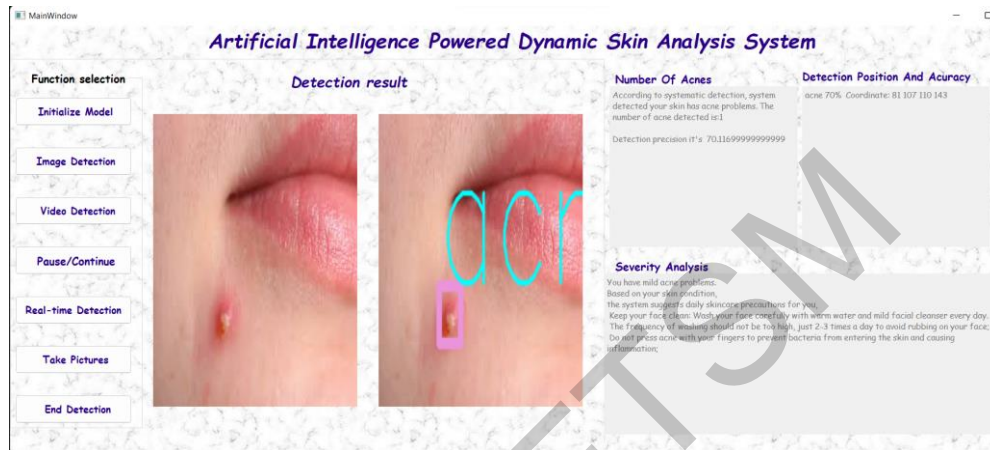 MainWindow
Artificial Intelligence Powered Dynamic Skin Analysis System
Function selection
Initialize Model
Image Detection
Video Detection
Pause/Continue
Real-time Detection
Take Pictures
End Detection
Detection result
acn
Number Of Acnes
According to systematic detection, system
detected your skin has acne problems. The
number of acne detected is:1
Detection precision it's 70.11699999999999
Detection Position And Acuracy
acne 70% Coordinate: 81 107 110 143
Severity Analysis
You have mild acne problems.
Based on your skin condition,
the system suggests daily skincare precautions for you,
Keep your face clean: Wash your face carefully with warm water and mild facial cleanser every day.
The frequency of washing should not be too high, just 2-3 times a day to avoid rubbing on your face;
Do not press acne with your fingers to prevent bacteria from entering the skin and causing
inflammation;
TSM